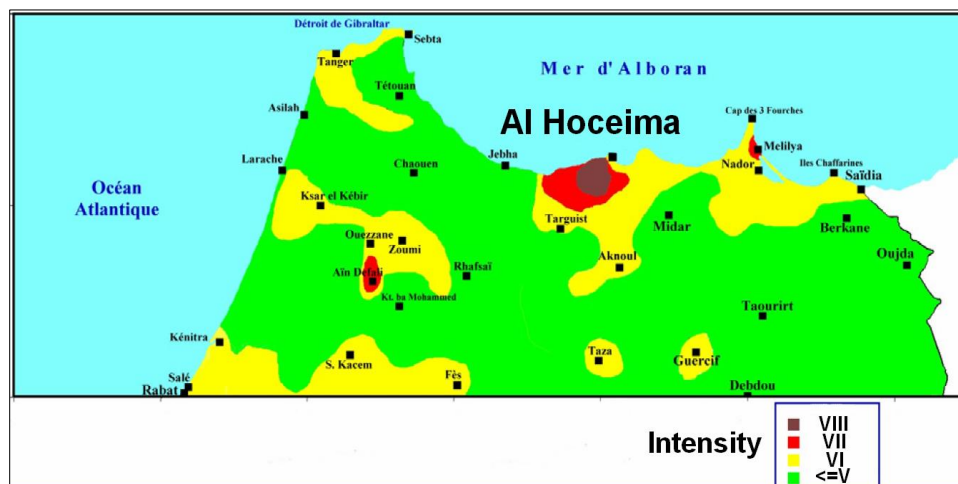 Détroit de Gibraltar
Sebta
Tanger
Mer d'Alboran
Tétouan
Cap des 3 Fourches
Asilah
Al Hoceima
Melilya
Larache
Chaouen
Jebha
Nador
Iles Chaffarines
Saïdia
Océan
Atlantique
Ksar el Kébir
Targuist
Midar
Berkane
Ouezzane
Zoumi
Aknoul
Oujda
Aïn Defali
Rhafsaï
Kt. ba Mohammed
Taourirt
Kénitra
S. Kacem
Taza
Guercif
Salé
Rabat
Fès
Debdou
Intensity
VIII
VII
VI
<=V